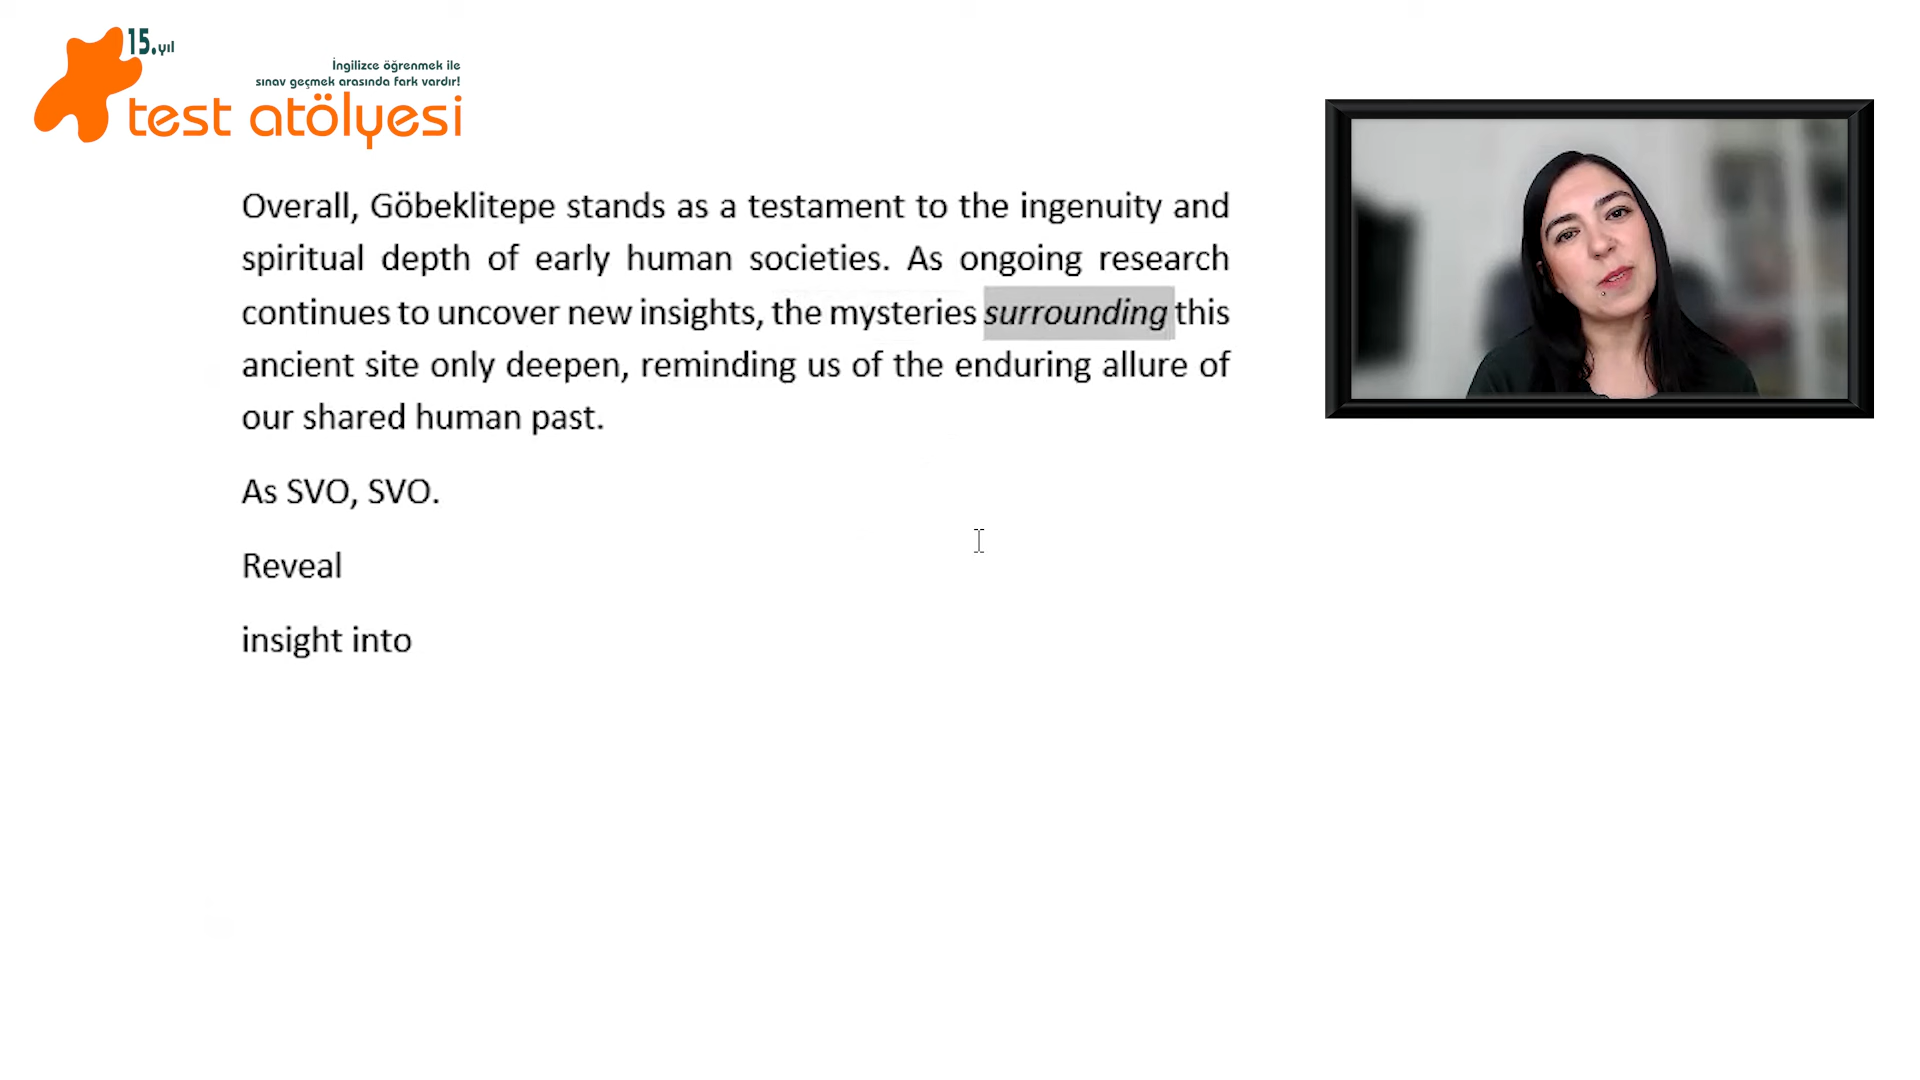 15.yıl
İngilizce öğrenmek ile
sınav geçmek arasında fark vardır!
test atölyesi
Overall, Göbeklitepe stands as a testament to the ingenuity and
spiritual depth of early human societies. As ongoing research
continues to uncover new insights, the mysteries surrounding this
ancient site only deepen, reminding us of the enduring allure of
our shared human past.
As SVO, SVO.
Reveal
insight into